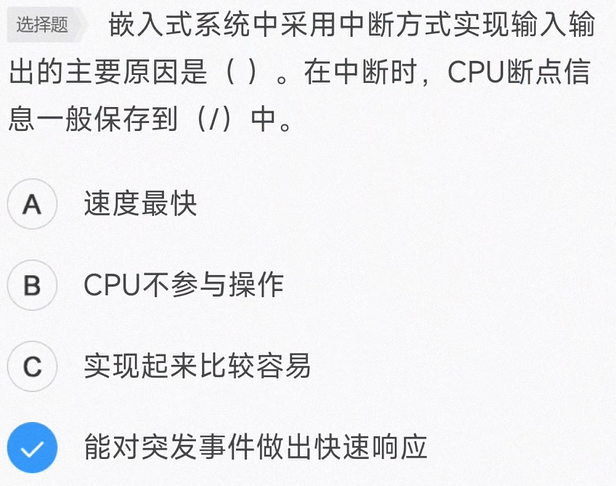 选择题 嵌入式系统中采用中断方式实现输入输
出的主要原因是（ ）。在中断时，CPU断点信
息一般保存到（/）中。
A 速度最快
B CPU不参与操作
C 实现起来比较容易
能对突发事件做出快速响应